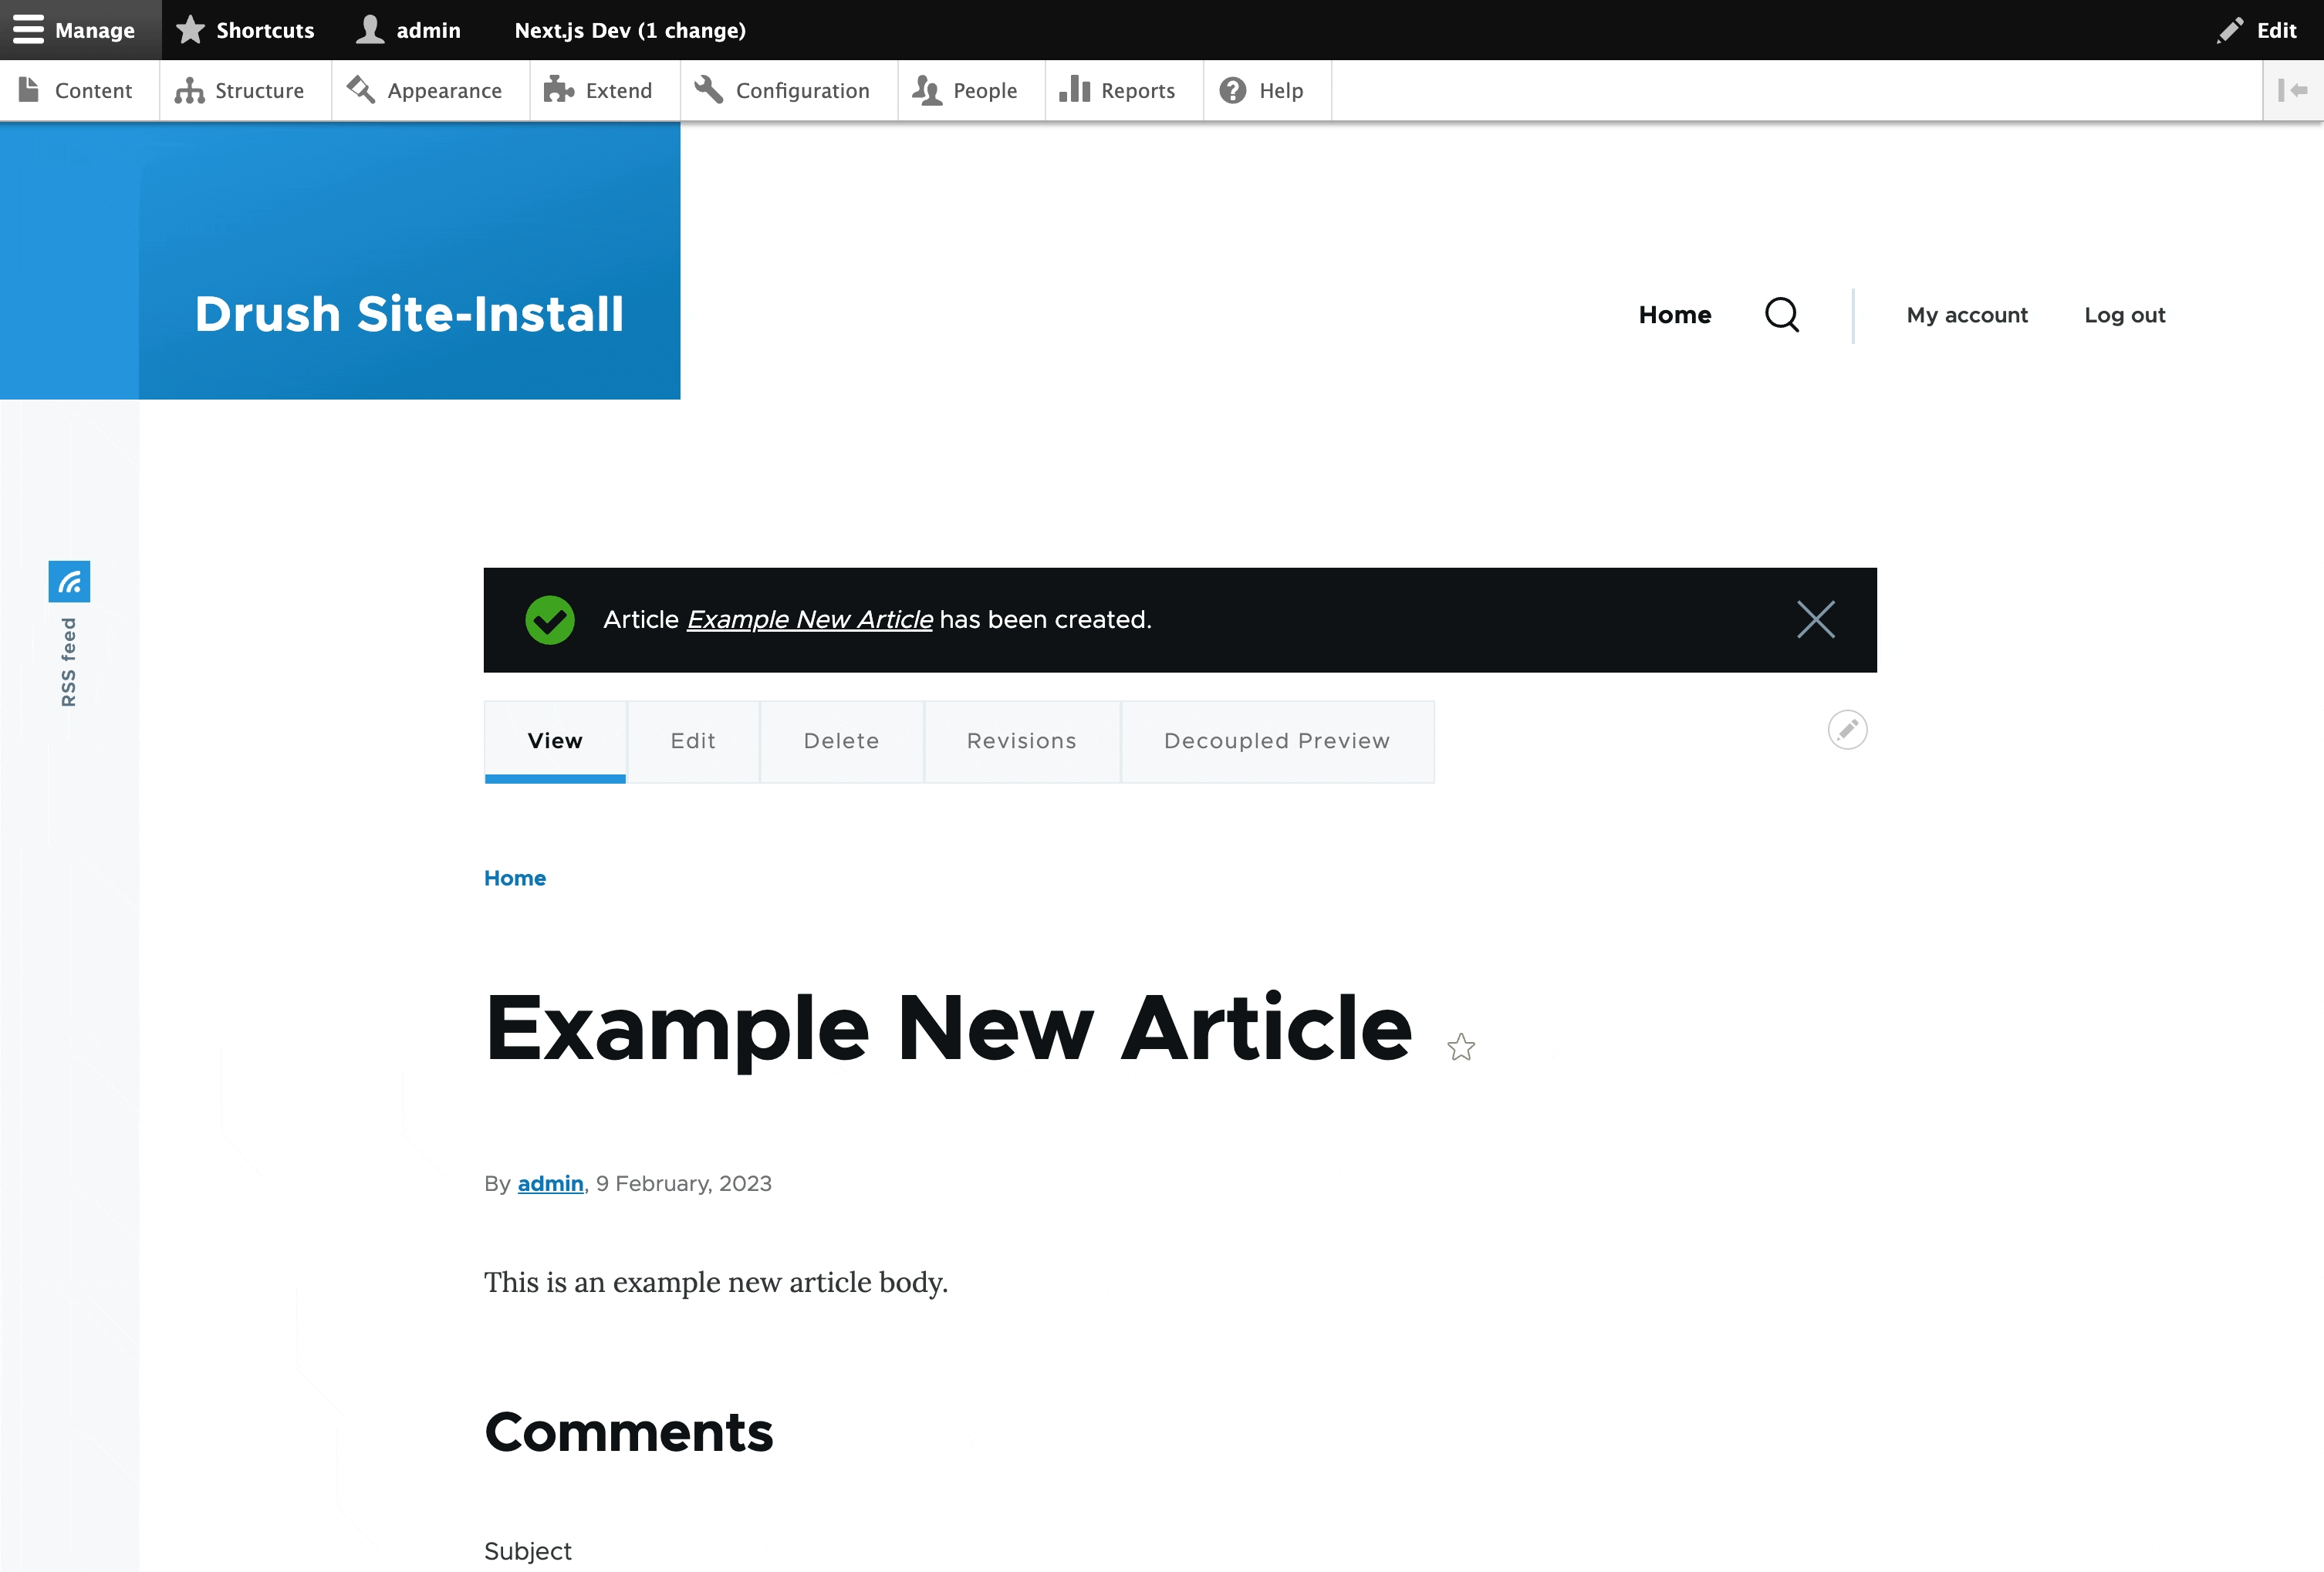 Manage Shortcuts admin Next.js Dev (1 change) Edit
Content Structure Appearance Extend Configuration People Reports Help
Drush Site-Install
Home My account Log out
RSS feed
Article Example New Article has been created.
View Edit Delete Revisions Decoupled Preview
Home
Example New Article
By admin, 9 February, 2023
This is an example new article body.
Comments
Subject